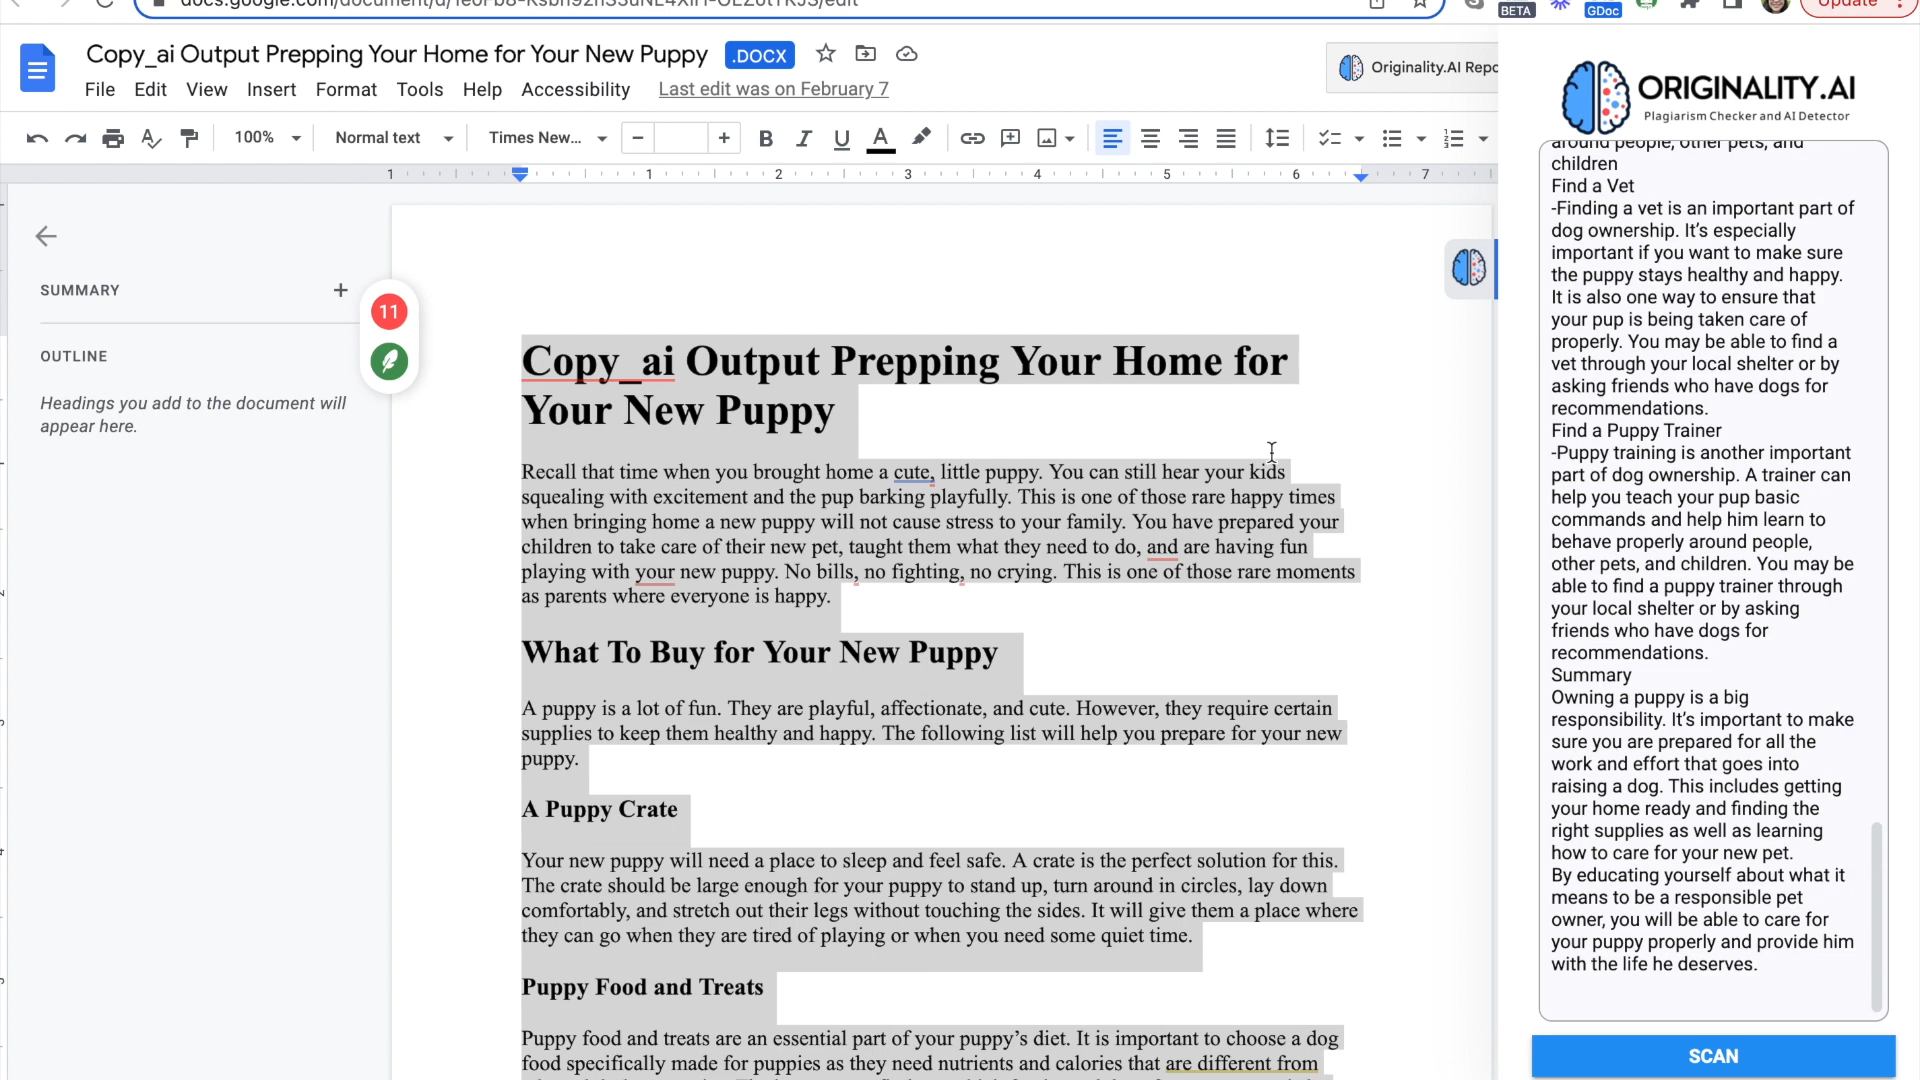 BETA
GDoc
Update
Copy_ai Output Prepping Your Home for Your New Puppy
.DOCX
Originality.AI Repo
ORIGINALITY.AI
Plagiarism Checker and AI Detector
File Edit View Insert Format Tools Help Accessibility Last edit was on February 7
100% Normal text Times New... − + B I U A
1 1 2 3 4 5 6 7
SUMMARY
+
11
OUTLINE
Headings you add to the document will
appear here.
Copy_ai Output Prepping Your Home for
Your New Puppy
Recall that time when you brought home a cute, little puppy. You can still hear your kids
squealing with excitement and the pup barking playfully. This is one of those rare happy times
when bringing home a new puppy will not cause stress to your family. You have prepared your
children to take care of their new pet, taught them what they need to do, and are having fun
playing with your new puppy. No bills, no fighting, no crying. This is one of those rare moments
as parents where everyone is happy.
What To Buy for Your New Puppy
A puppy is a lot of fun. They are playful, affectionate, and cute. However, they require certain
supplies to keep them healthy and happy. The following list will help you prepare for your new
puppy.
A Puppy Crate
Your new puppy will need a place to sleep and feel safe. A crate is the perfect solution for this.
The crate should be large enough for your puppy to stand up, turn around in circles, lay down
comfortably, and stretch out their legs without touching the sides. It will give them a place where
they can go when they are tired of playing or when you need some quiet time.
Puppy Food and Treats
Puppy food and treats are an essential part of your puppy’s diet. It is important to choose a dog
food specifically made for puppies as they need nutrients and calories that are different from
around people, other pets, and
children
Find a Vet
-Finding a vet is an important part of
dog ownership. It’s especially
important if you want to make sure
the puppy stays healthy and happy.
It is also one way to ensure that
your pup is being taken care of
properly. You may be able to find a
vet through your local shelter or by
asking friends who have dogs for
recommendations.
Find a Puppy Trainer
-Puppy training is another important
part of dog ownership. A trainer can
help you teach your pup basic
commands and help him learn to
behave properly around people,
other pets, and children. You may be
able to find a puppy trainer through
your local shelter or by asking
friends who have dogs for
recommendations.
Summary
Owning a puppy is a big
responsibility. It’s important to make
sure you are prepared for all the
work and effort that goes into
raising a dog. This includes getting
your home ready and finding the
right supplies as well as learning
how to care for your new pet.
By educating yourself about what it
means to be a responsible pet
owner, you will be able to care for
your puppy properly and provide him
with the life he deserves.
SCAN